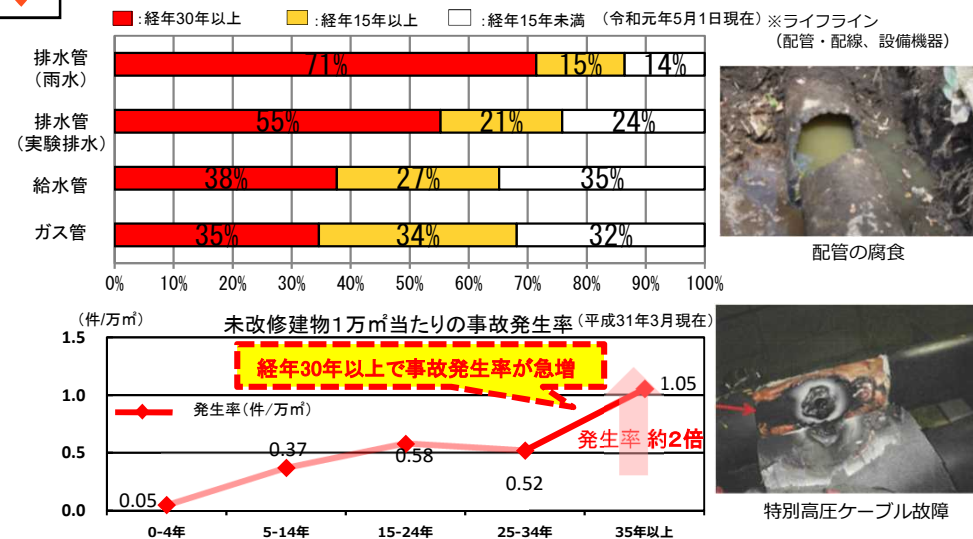 :経年30年以上 :経年15年以上 :経年15年未満 (令和元年5月1日現在) ※ライフライン
(配管・配線、設備機器)
排水管
(雨水)
71% 15% 14%
排水管
(実験排水)
55% 21% 24%
給水管
38% 27% 35%
ガス管
35% 34% 32%
0% 10% 20% 30% 40% 50% 60% 70% 80% 90% 100%
配管の腐食
(件/万㎡)
未改修建物1万㎡当たりの事故発生率(平成31年3月現在)
1.5
経年30年以上で事故発生率が急増
1.0
発生率(件/万㎡)
1.05
発生率 約2倍
0.5
0.37
0.58
0.52
0.05
0.0
0-4年 5-14年 15-24年 25-34年 35年以上
特別高圧ケーブル故障